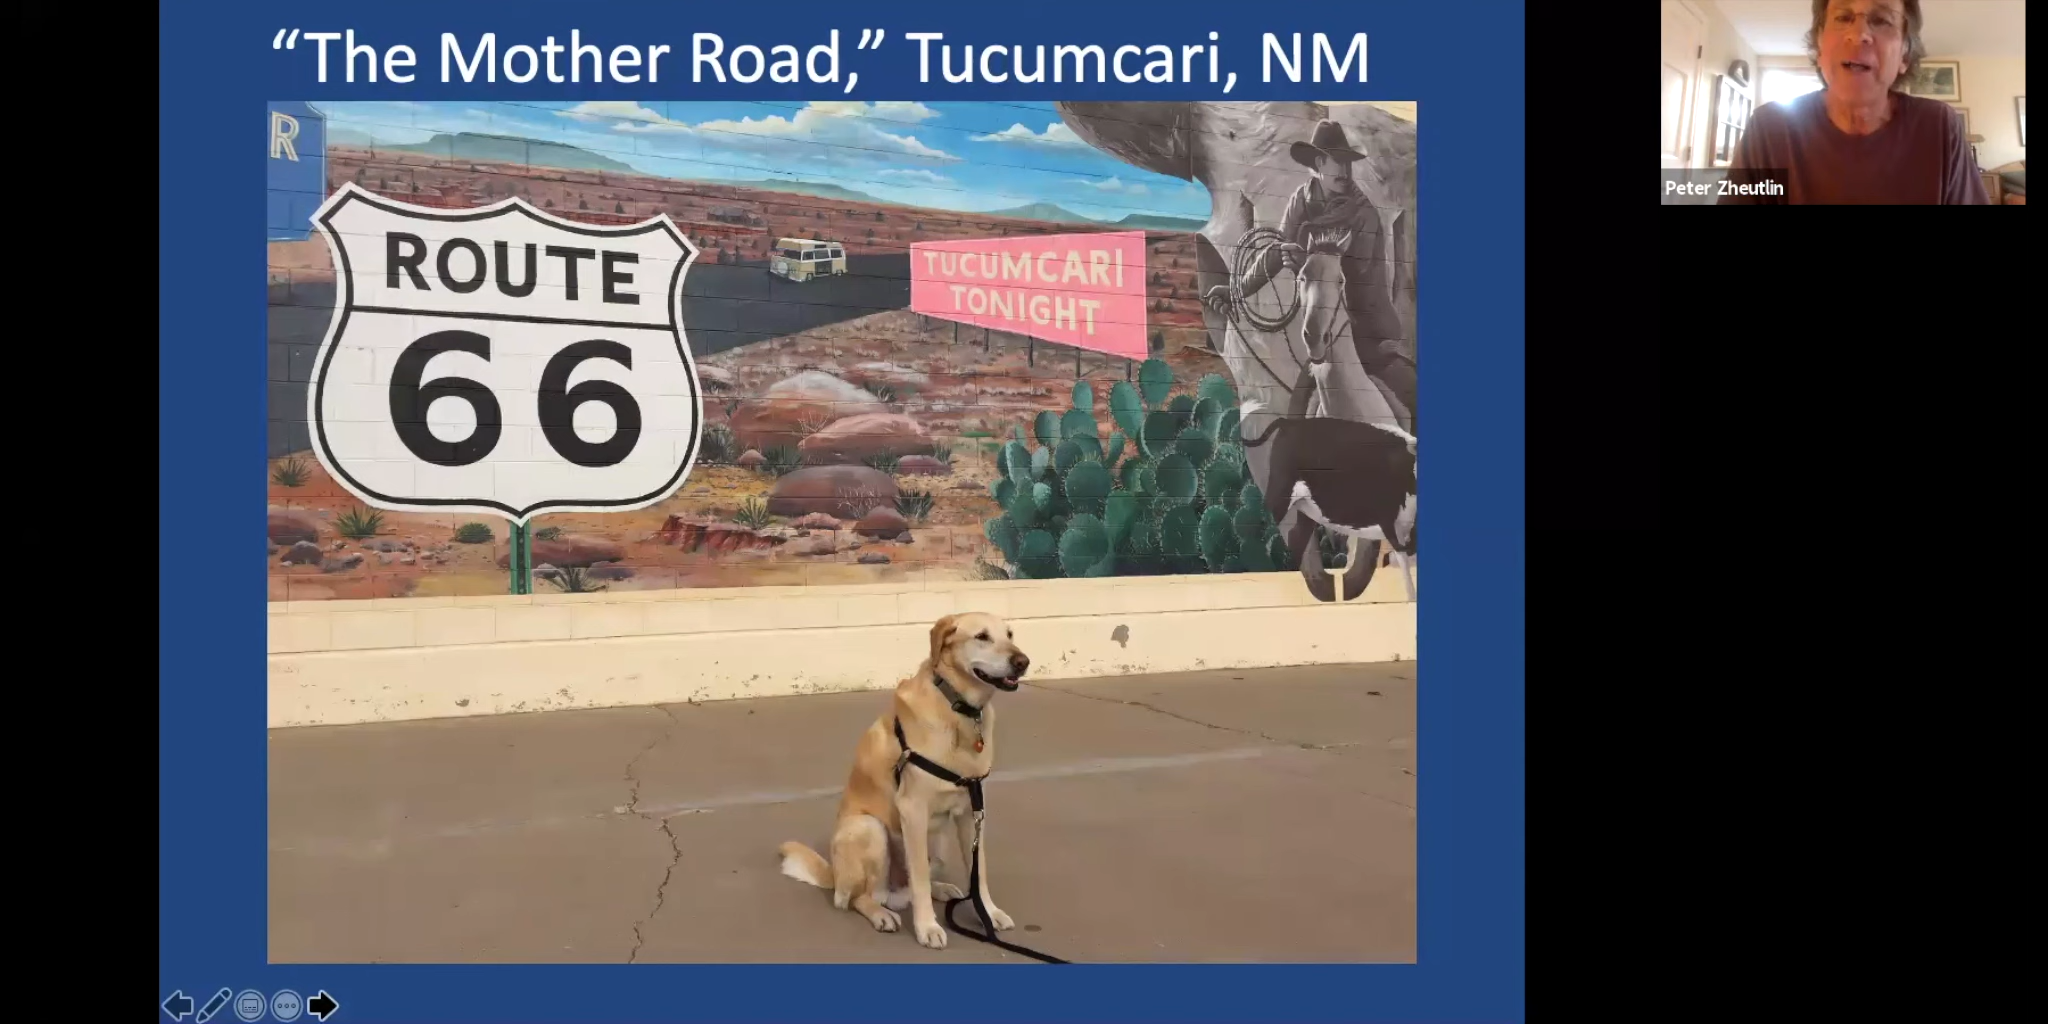 “The Mother Road,” Tucumcari, NM
R
ROUTE
66
TUCUMCARI
TONIGHT
Peter Zheutlin